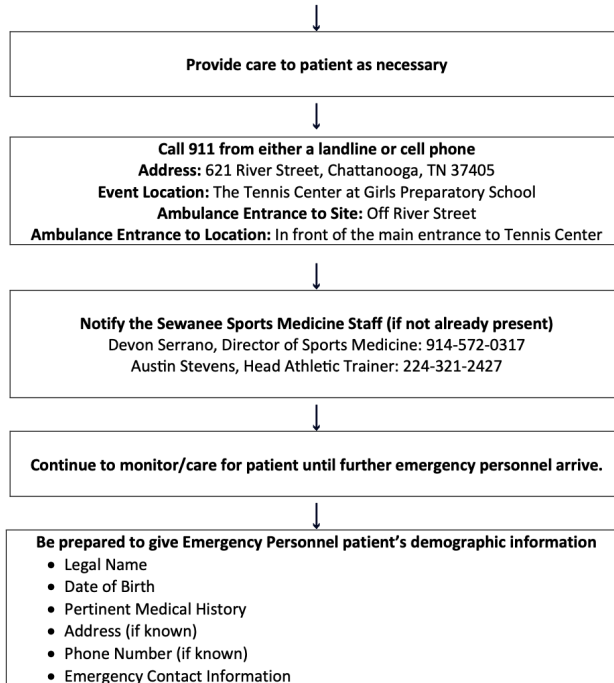 Provide care to patient as necessary
Call 911 from either a landline or cell phone
Address: 621 River Street, Chattanooga, TN 37405
Event Location: The Tennis Center at Girls Preparatory School
Ambulance Entrance to Site: Off River Street
Ambulance Entrance to Location: In front of the main entrance to Tennis Center
Notify the Sewanee Sports Medicine Staff (if not already present)
Devon Serrano, Director of Sports Medicine: 914-572-0317
Austin Stevens, Head Athletic Trainer: 224-321-2427
Continue to monitor/care for patient until further emergency personnel arrive.
Be prepared to give Emergency Personnel patient’s demographic information
• Legal Name
• Date of Birth
• Pertinent Medical History
• Address (if known)
• Phone Number (if known)
• Emergency Contact Information